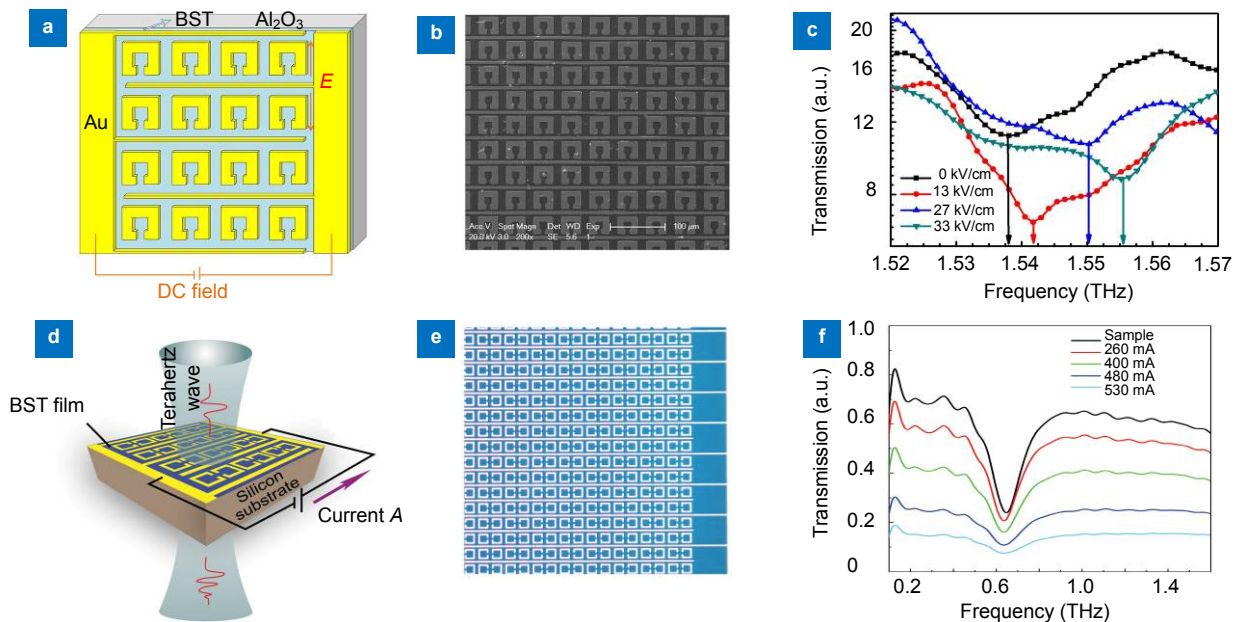 a
BST
Al₂O₃
E
Au
DC field
b
Acc.V Spot Magn Det WD Exp
20.0 kV 3.0 200x SE 5.6 1
100 μm
c
Transmission (a.u.)
20
16
12
8
0 kV/cm
13 kV/cm
27 kV/cm
33 kV/cm
1.52 1.53 1.54 1.55 1.56 1.57
Frequency (THz)
d
Terahertz
wave
BST film
Silicon
substrate
Current A
e
f
Transmission (a.u.)
1.0
0.8
0.6
0.4
0.2
0
Sample
260 mA
400 mA
480 mA
530 mA
0.2 0.6 1.0 1.4
Frequency (THz)